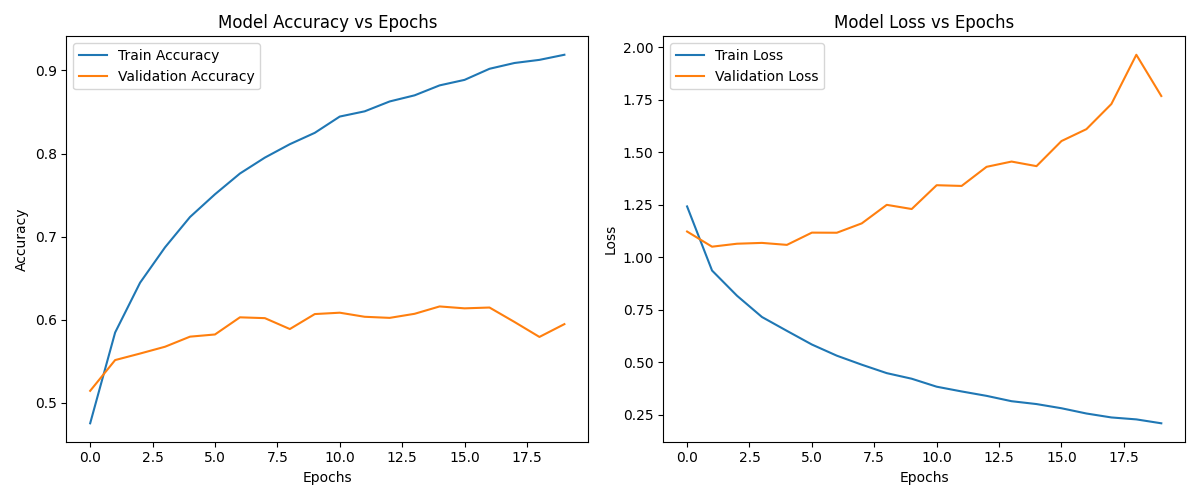 Model Accuracy vs Epochs
Train Accuracy
Validation Accuracy
Accuracy
0.9
0.8
0.7
0.6
0.5
0.0 2.5 5.0 7.5 10.0 12.5 15.0 17.5
Epochs
Model Loss vs Epochs
Train Loss
Validation Loss
Loss
2.00
1.75
1.50
1.25
1.00
0.75
0.50
0.25
0.0 2.5 5.0 7.5 10.0 12.5 15.0 17.5
Epochs